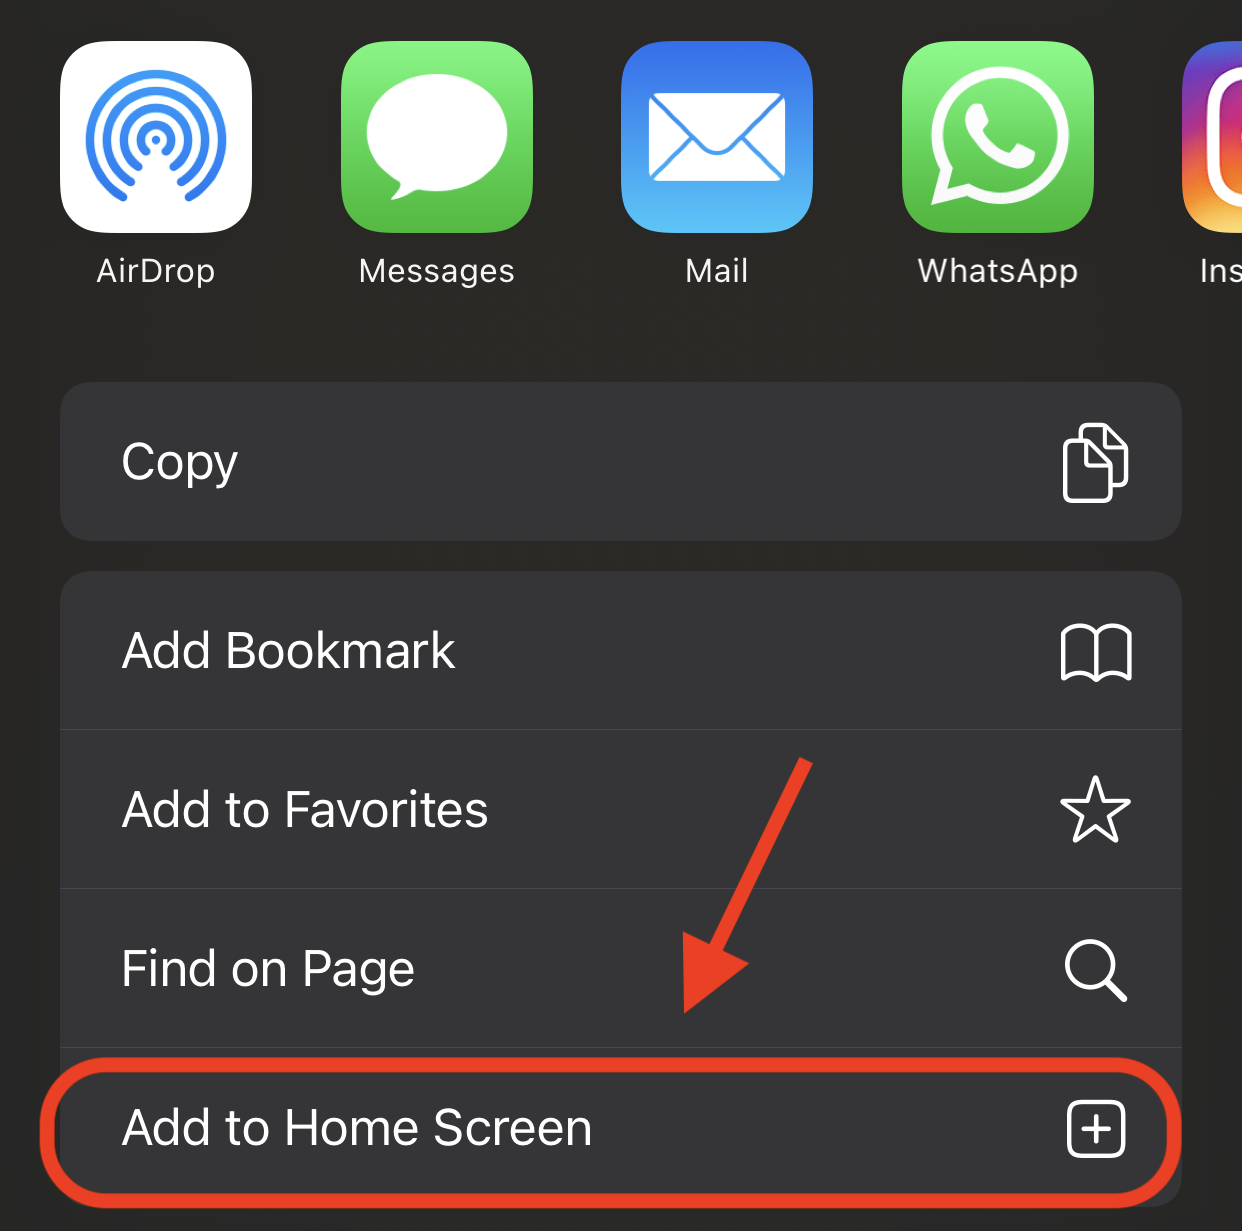 AirDrop Messages Mail WhatsApp Ins
Copy
Add Bookmark
Add to Favorites
Find on Page
Add to Home Screen